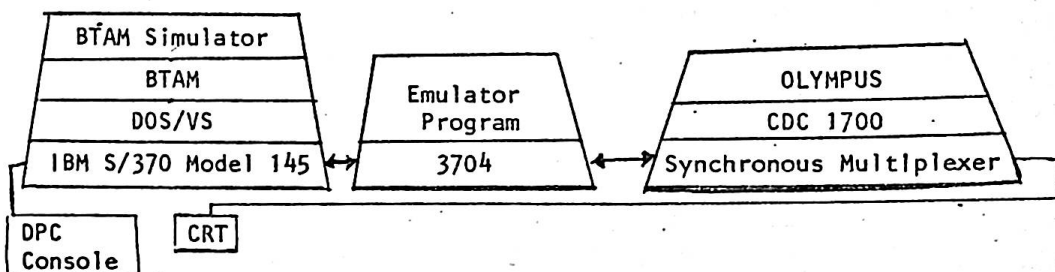 BTAM Simulator
BTAM
DOS/VS
IBM S/370 Model 145
Emulator
Program
3704
OLYMPUS
CDC 1700
Synchronous Multiplexer
DPC
Console
CRT